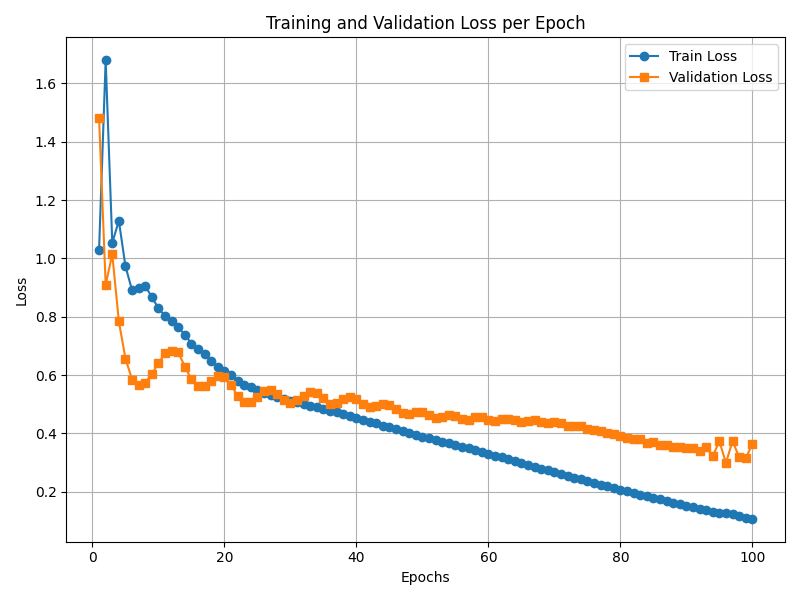 Training and Validation Loss per Epoch
Train Loss
Validation Loss
1.6
1.4
1.2
1.0
0.8
0.6
0.4
0.2
Loss
0 20 40 60 80 100
Epochs